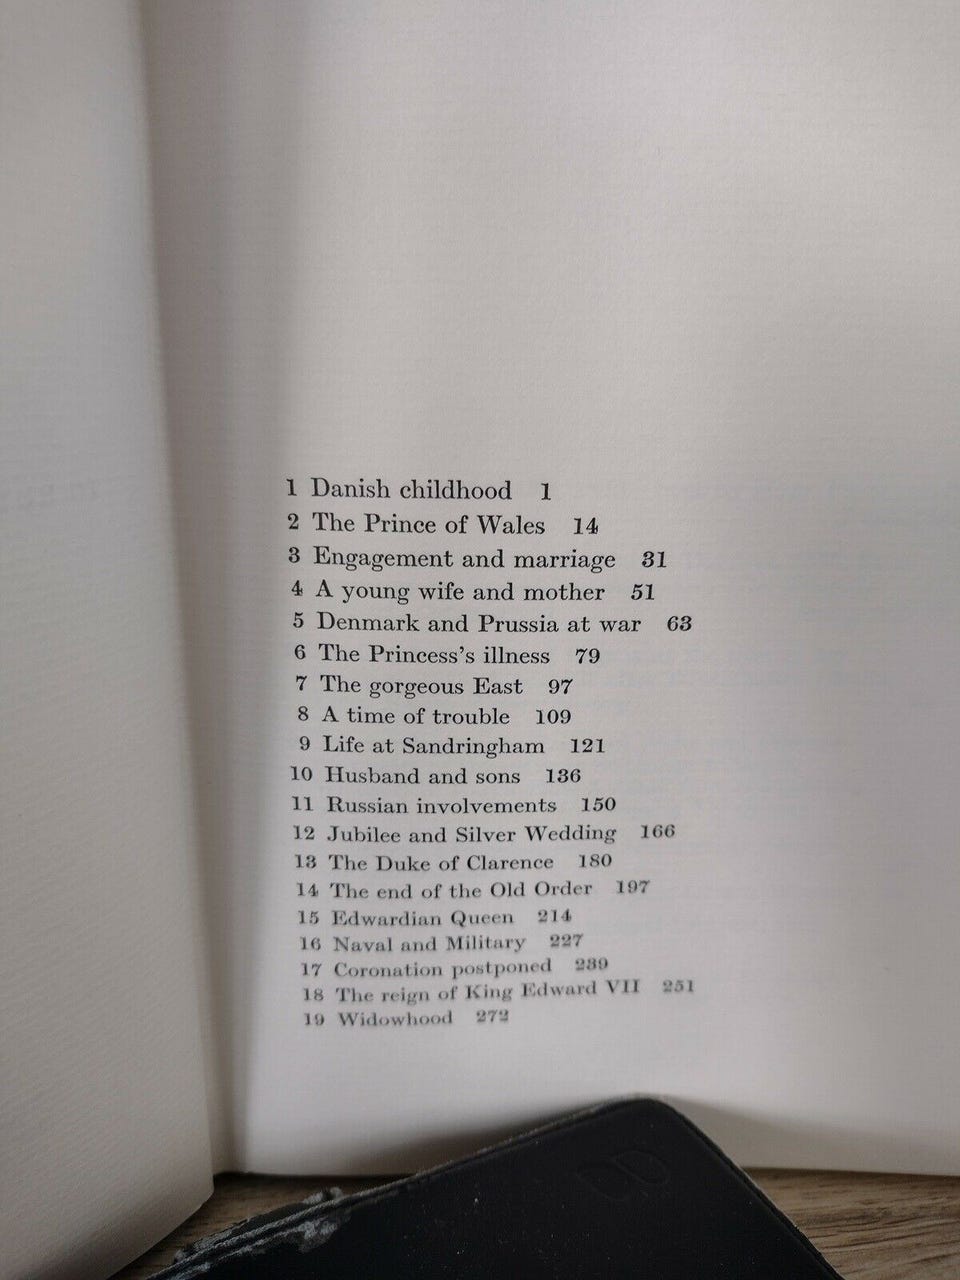 1 Danish childhood 1
2 The Prince of Wales 14
3 Engagement and marriage 31
4 A young wife and mother 51
5 Denmark and Prussia at war 63
6 The Princess's illness 79
7 The gorgeous East 97
8 A time of trouble 109
9 Life at Sandringham 121
10 Husband and sons 136
11 Russian involvements 150
12 Jubilee and Silver Wedding 166
13 The Duke of Clarence 180
14 The end of the Old Order 197
15 Edwardian Queen 214
16 Naval and Military 227
17 Coronation postponed 239
18 The reign of King Edward VII 251
19 Widowhood 272